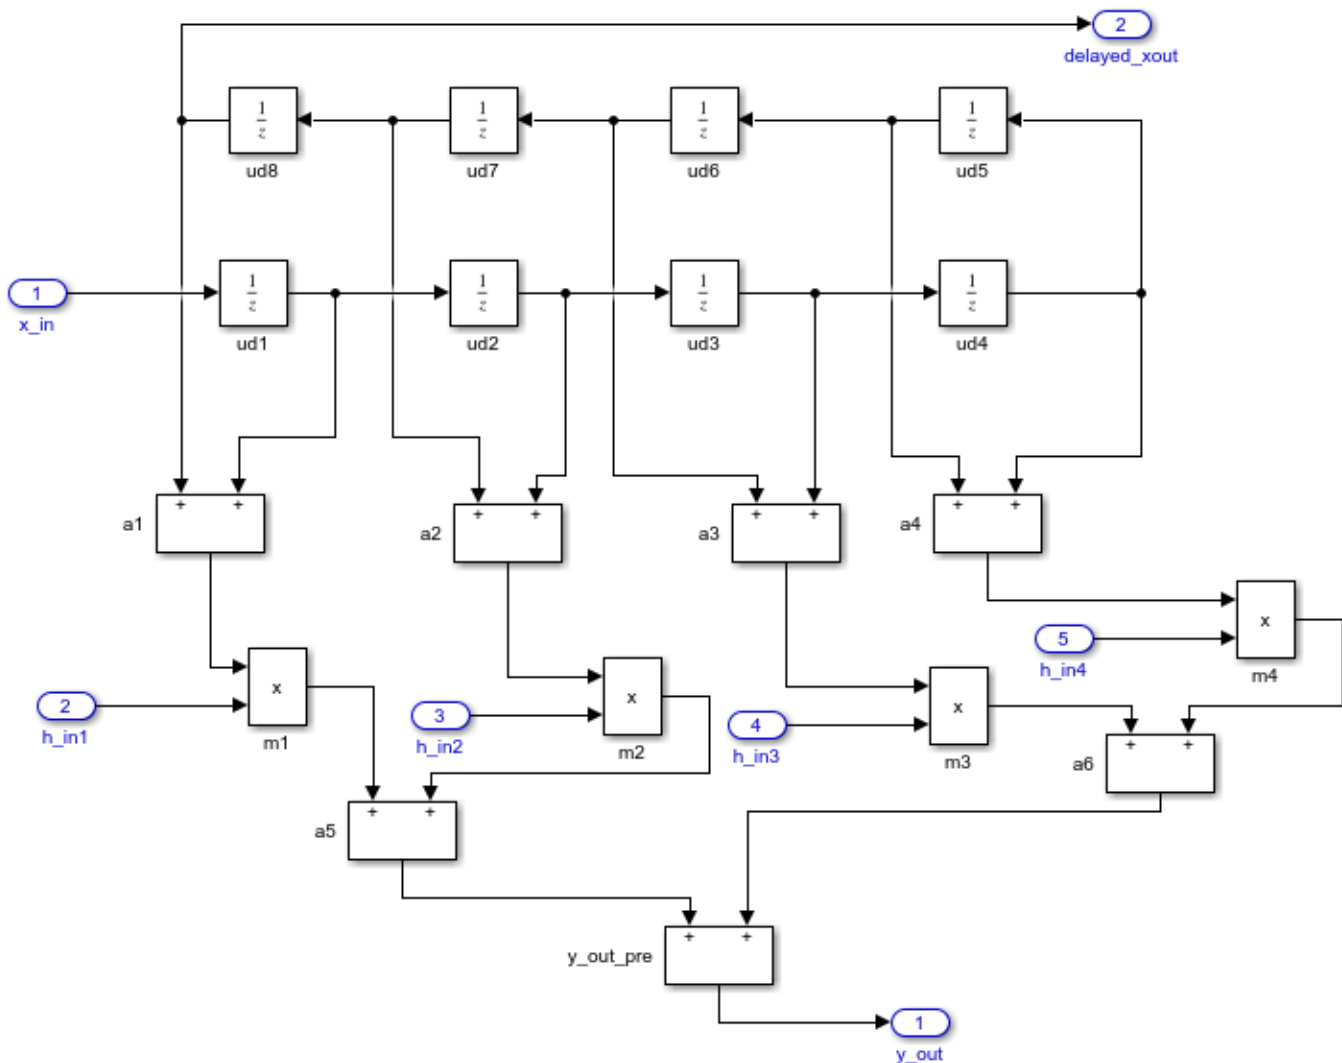 2
delayed_xout
1/z 1/z 1/z 1/z
ud8 ud7 ud6 ud5
1 1/z 1/z 1/z 1/z
x_in ud1 ud2 ud3 ud4
a1 + + a2 + + a3 + + a4 + +
5 x
h_in4 m4
2 x 3 x 4 x
h_in1 m1 h_in2 m2 h_in3 m3
a6 + +
a5 + +
y_out_pre + +
1
y_out